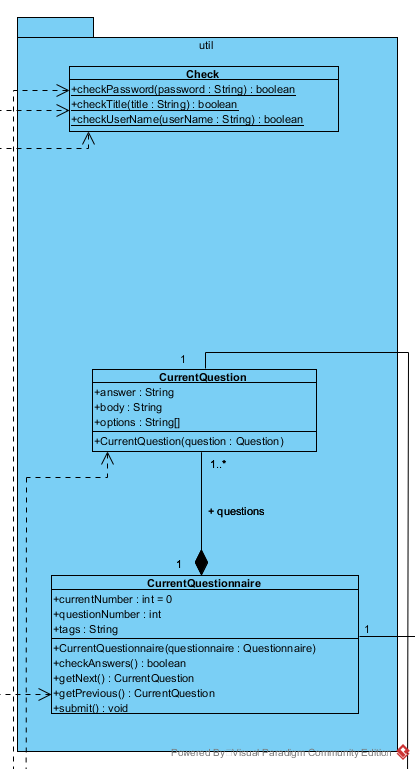 util
Check
+checkPassword(password : String) : boolean
+checkTitle(title : String) : boolean
+checkUserName(userName : String) : boolean
1
CurrentQuestion
+answer : String
+body : String
+options : String[]
+CurrentQuestion(question : Question)
1..*
+ questions
1
CurrentQuestionnaire
+currentNumber : int = 0
+questionNumber : int
+tags : String
1
+CurrentQuestionnaire(questionnaire : Questionnaire)
+checkAnswers() : boolean
+getNext() : CurrentQuestion
+getPrevious() : CurrentQuestion
+submit() : void
Powered By Visual Paradigm Community Edition